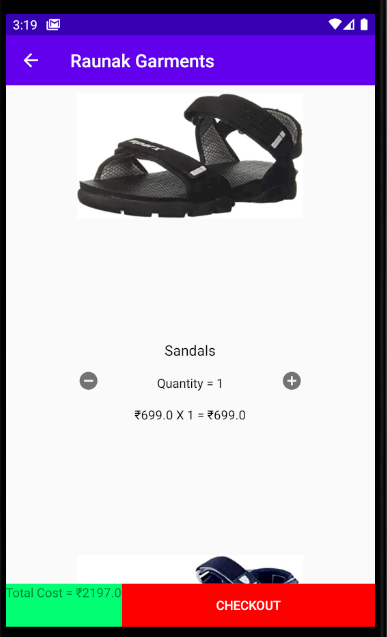 3:19
Raunak Garments
Sandals
Quantity = 1
₹699.0 X 1 = ₹699.0
Total Cost = ₹2197.0
CHECKOUT